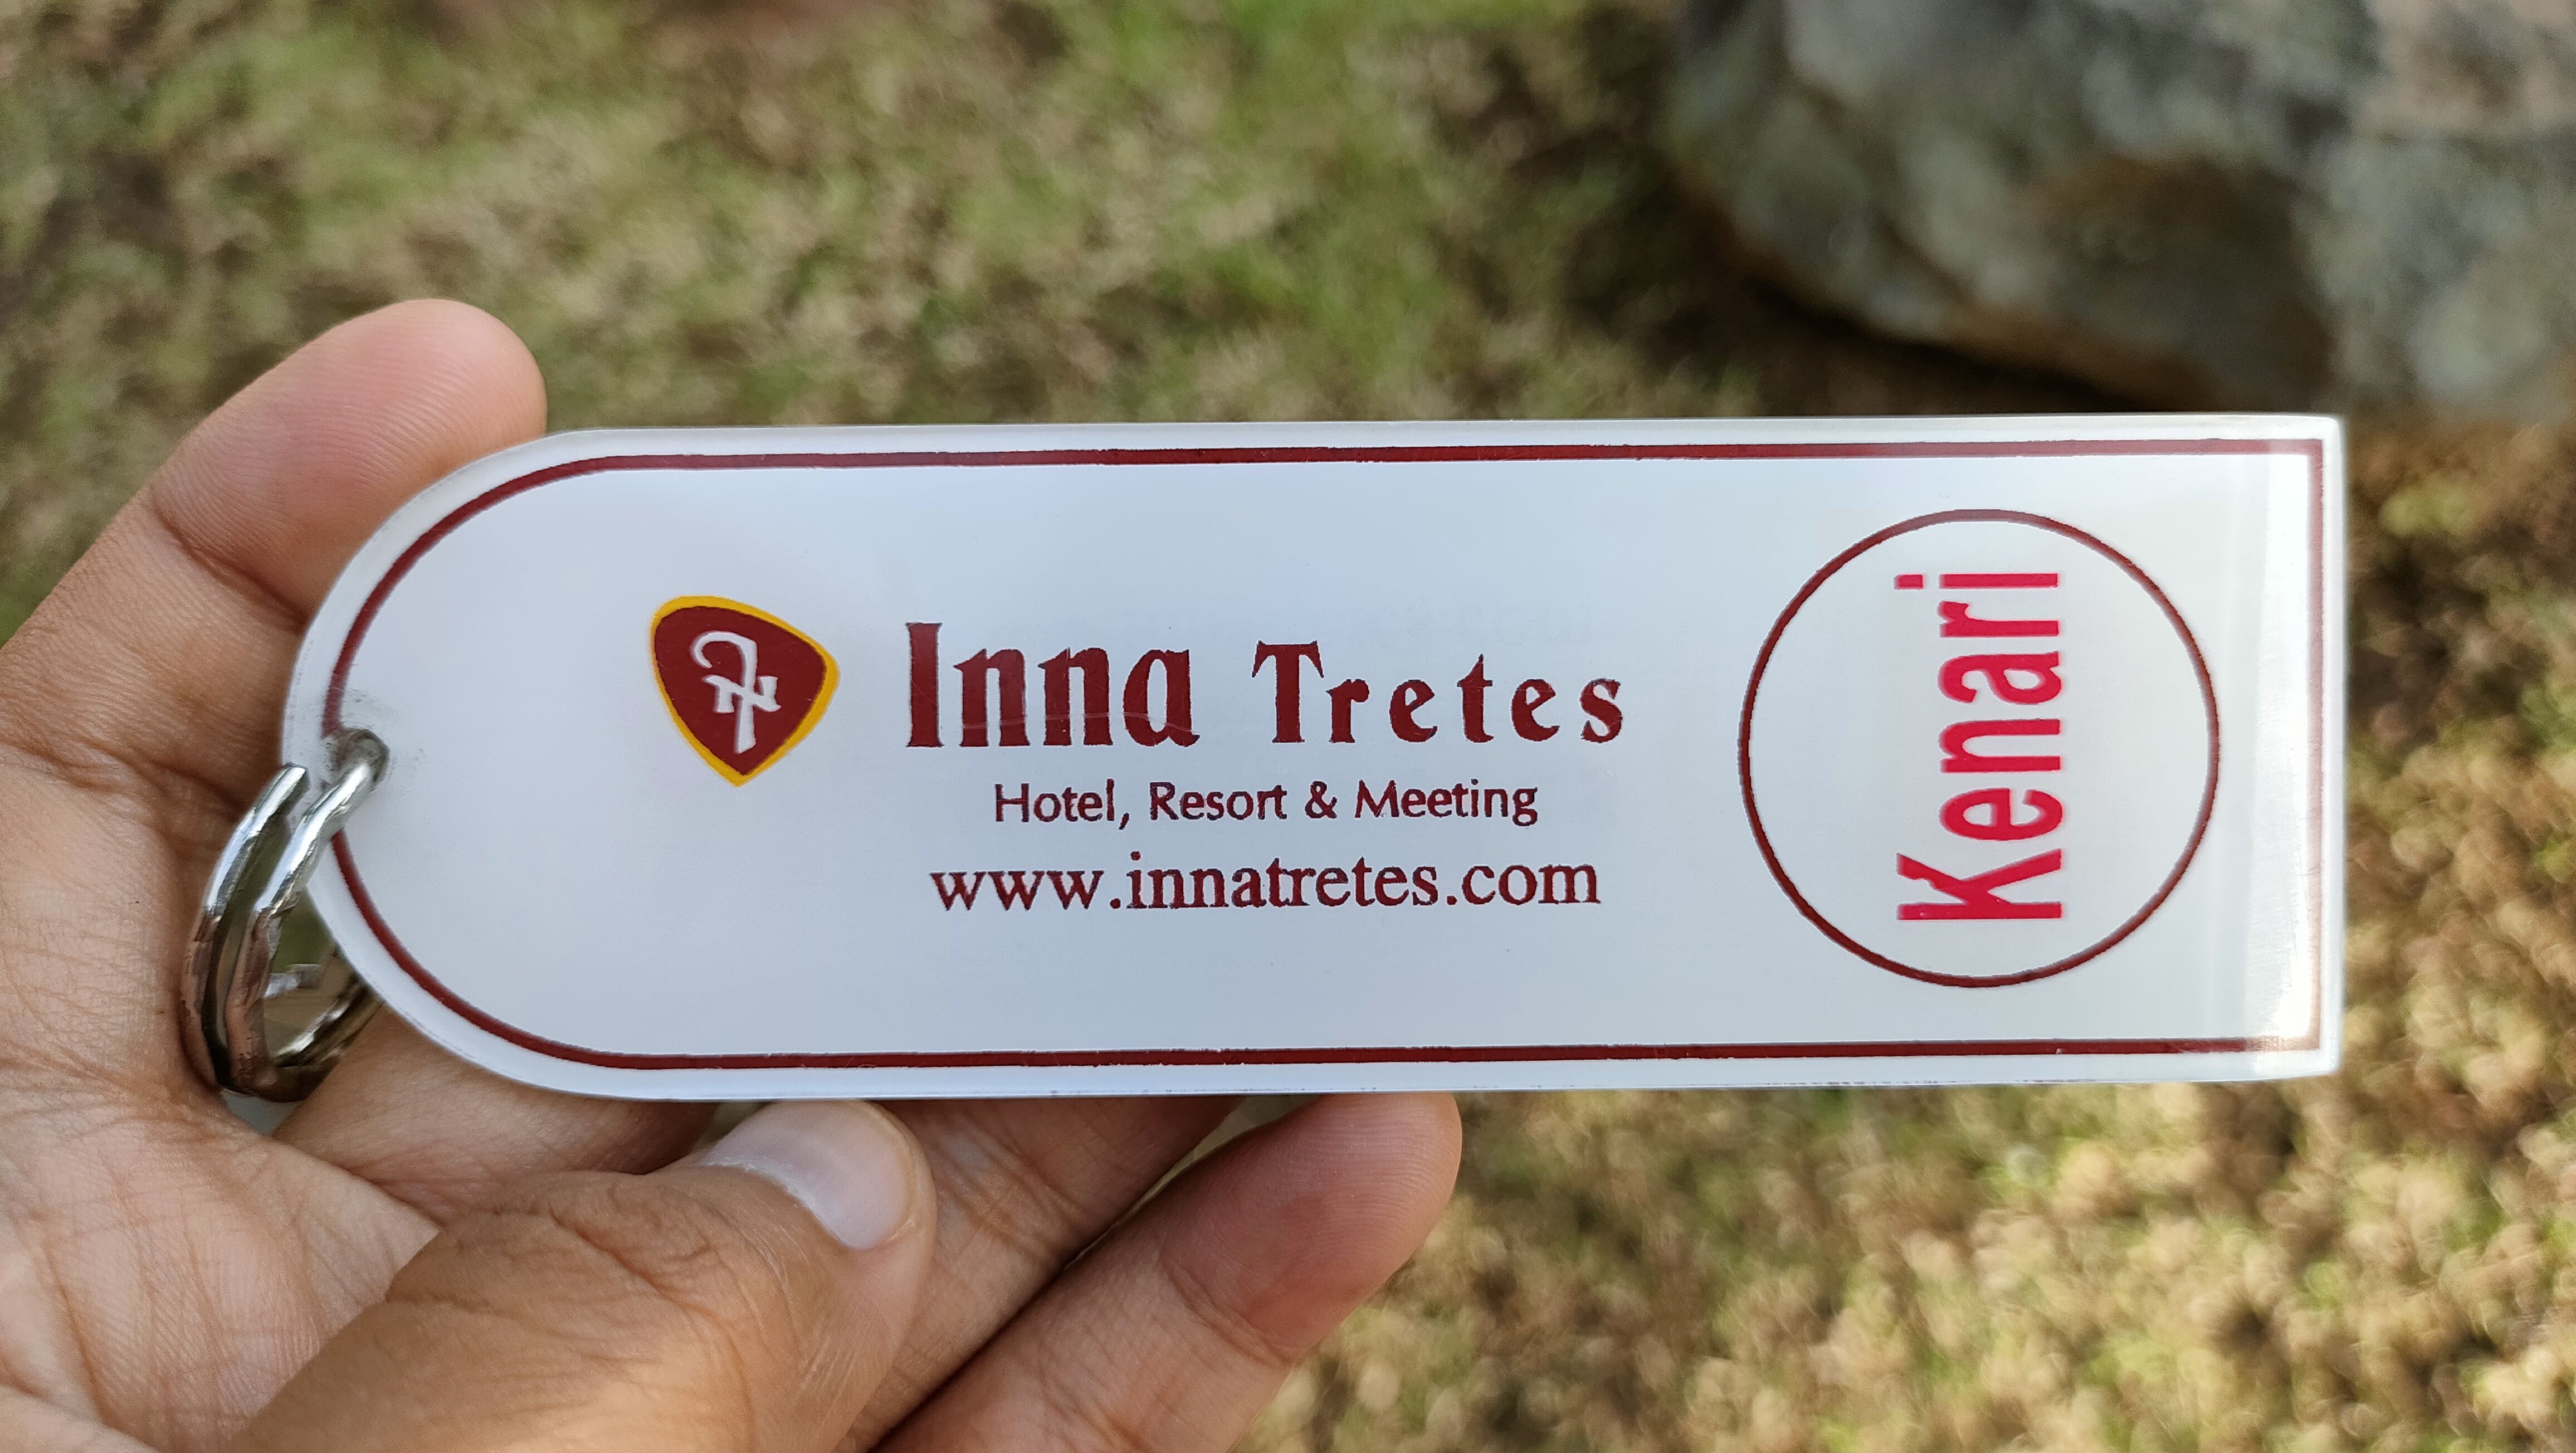 Inna Tretes
Hotel, Resort & Meeting
www.innatretes.com
Kenari